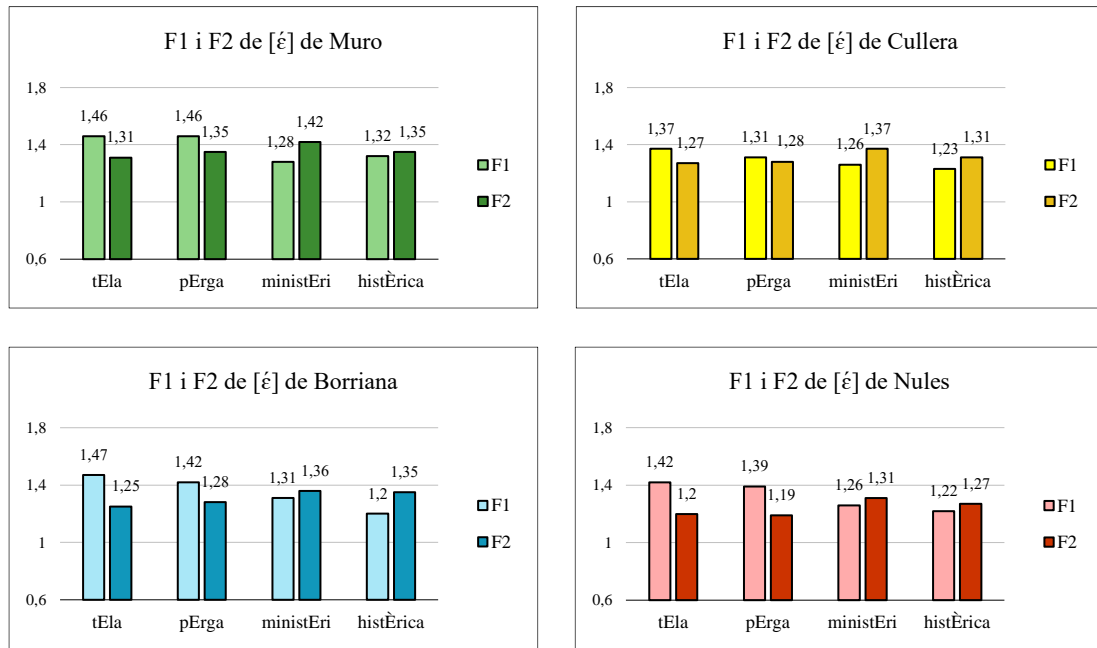 F1 i F2 de [έ] de Muro
1,8
1,4
1
0,6
1,46
1,31
1,46
1,35
1,28
1,42
1,32
1,35
tEla
pErga
ministEri
histÈrica
F1
F2
F1 i F2 de [έ] de Cullera
1,8
1,4
1
0,6
1,37
1,27
1,31
1,28
1,26
1,37
1,23
1,31
tEla
pErga
ministEri
histÈrica
F1
F2
F1 i F2 de [έ] de Borriana
1,8
1,4
1
0,6
1,47
1,25
1,42
1,28
1,31
1,36
1,2
1,35
tEla
pErga
ministEri
histÈrica
F1
F2
F1 i F2 de [έ] de Nules
1,8
1,4
1
0,6
1,42
1,2
1,39
1,19
1,26
1,31
1,22
1,27
tEla
pErga
ministEri
histÈrica
F1
F2